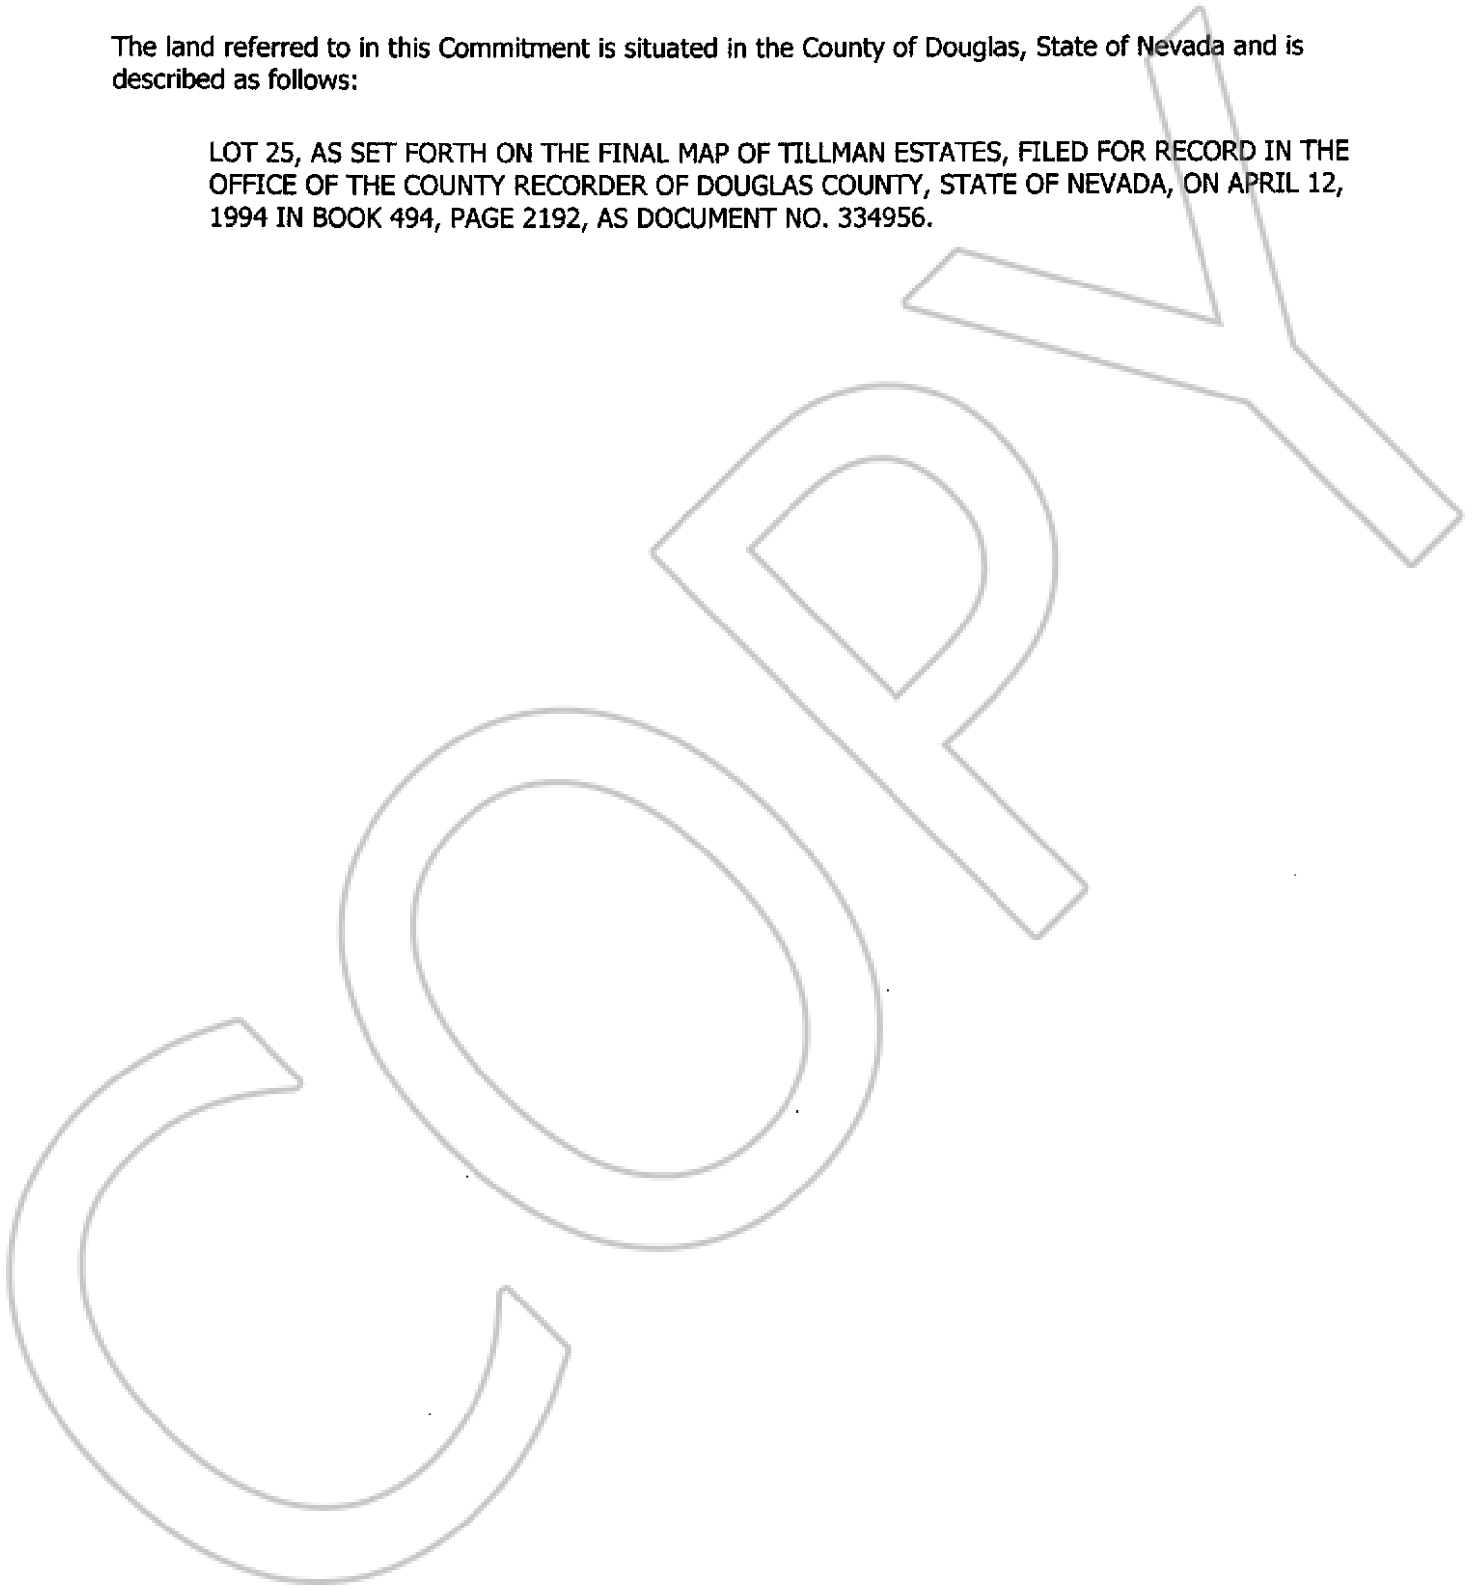 The land referred to in this Commitment is situated in the County of Douglas, State of Nevada and is
described as follows:
LOT 25, AS SET FORTH ON THE FINAL MAP OF TILLMAN ESTATES, FILED FOR RECORD IN THE
OFFICE OF THE COUNTY RECORDER OF DOUGLAS COUNTY, STATE OF NEVADA, ON APRIL 12,
1994 IN BOOK 494, PAGE 2192, AS DOCUMENT NO. 334956.
COPY